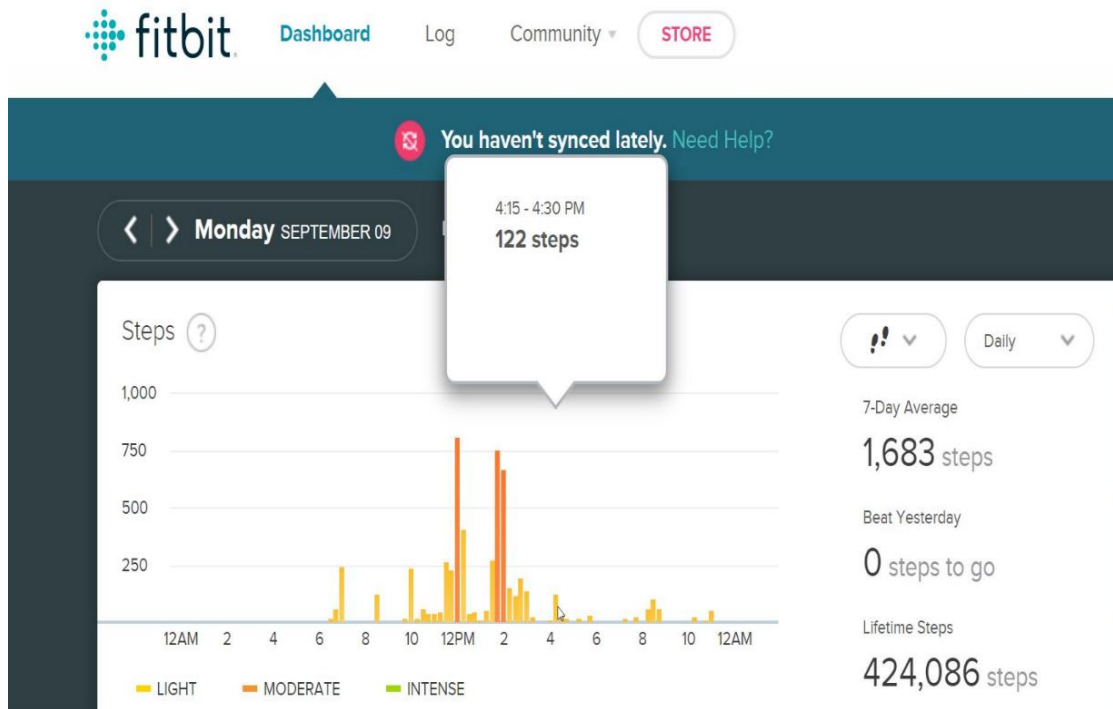 fitbit
Dashboard Log Community STORE
You haven't synced lately. Need Help?
4:15 - 4:30 PM
122 steps
Monday SEPTEMBER 09
Steps ?
Daily
1,000
750
500
250
12AM 2 4 6 8 10 12PM 2 4 6 8 10 12AM
LIGHT MODERATE INTENSE
7-Day Average
1,683 steps
Beat Yesterday
0 steps to go
Lifetime Steps
424,086 steps